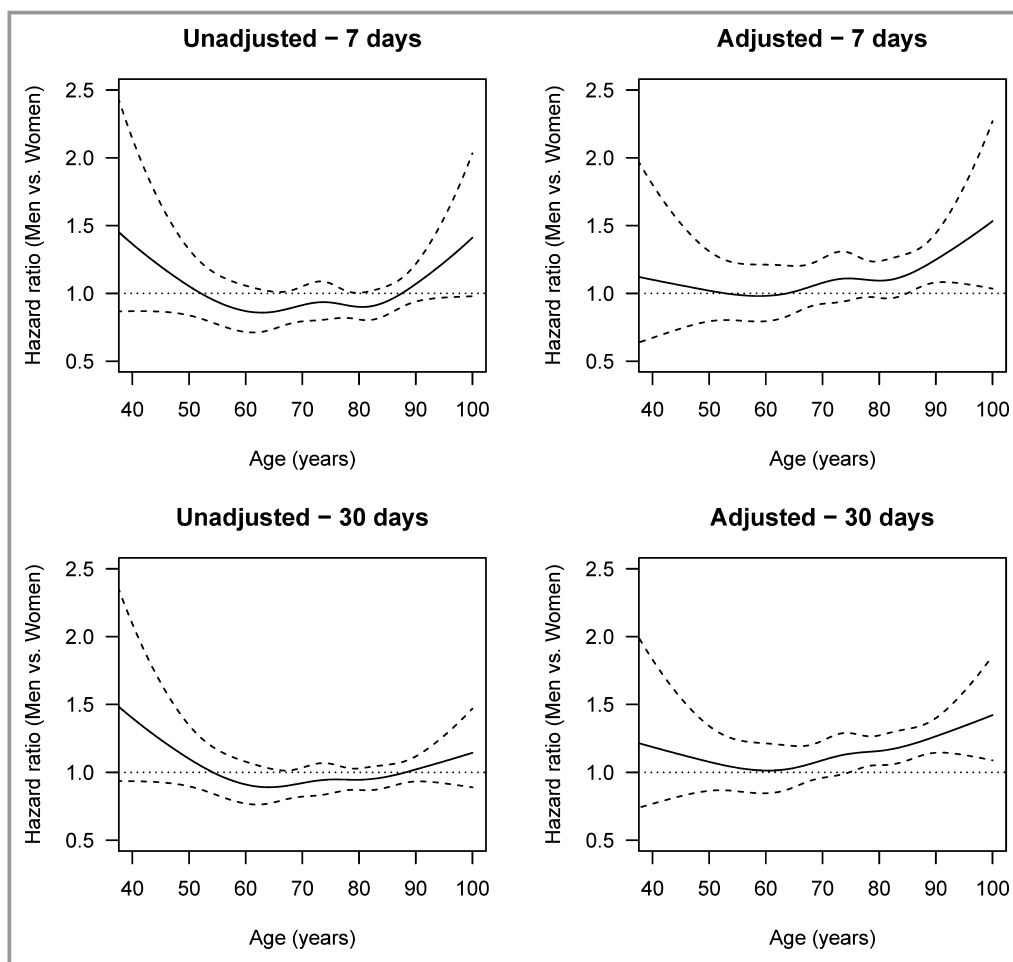 Unadjusted − 7 days
Hazard ratio (Men vs. Women)
2.5
2.0
1.5
1.0
0.5
40 50 60 70 80 90 100
Age (years)
Adjusted − 7 days
Hazard ratio (Men vs. Women)
2.5
2.0
1.5
1.0
0.5
40 50 60 70 80 90 100
Age (years)
Unadjusted − 30 days
Hazard ratio (Men vs. Women)
2.5
2.0
1.5
1.0
0.5
40 50 60 70 80 90 100
Age (years)
Adjusted − 30 days
Hazard ratio (Men vs. Women)
2.5
2.0
1.5
1.0
0.5
40 50 60 70 80 90 100
Age (years)